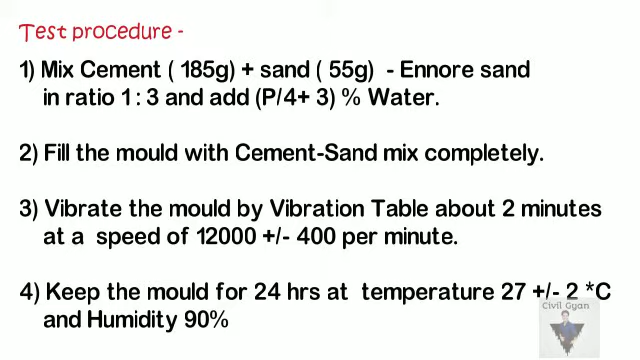 Test procedure -
1) Mix Cement ( 185g) + sand ( 55g)  - Ennore sand
in ratio 1 : 3 and add (P/4+ 3) % Water.
2) Fill the mould with Cement-Sand mix completely.
3) Vibrate the mould by Vibration Table about 2 minutes
at a  speed of 12000 +/- 400 per minute.
4) Keep the mould for 24 hrs at  temperature 27 +/- 2 *C
and Humidity 90%
Civil Gyan